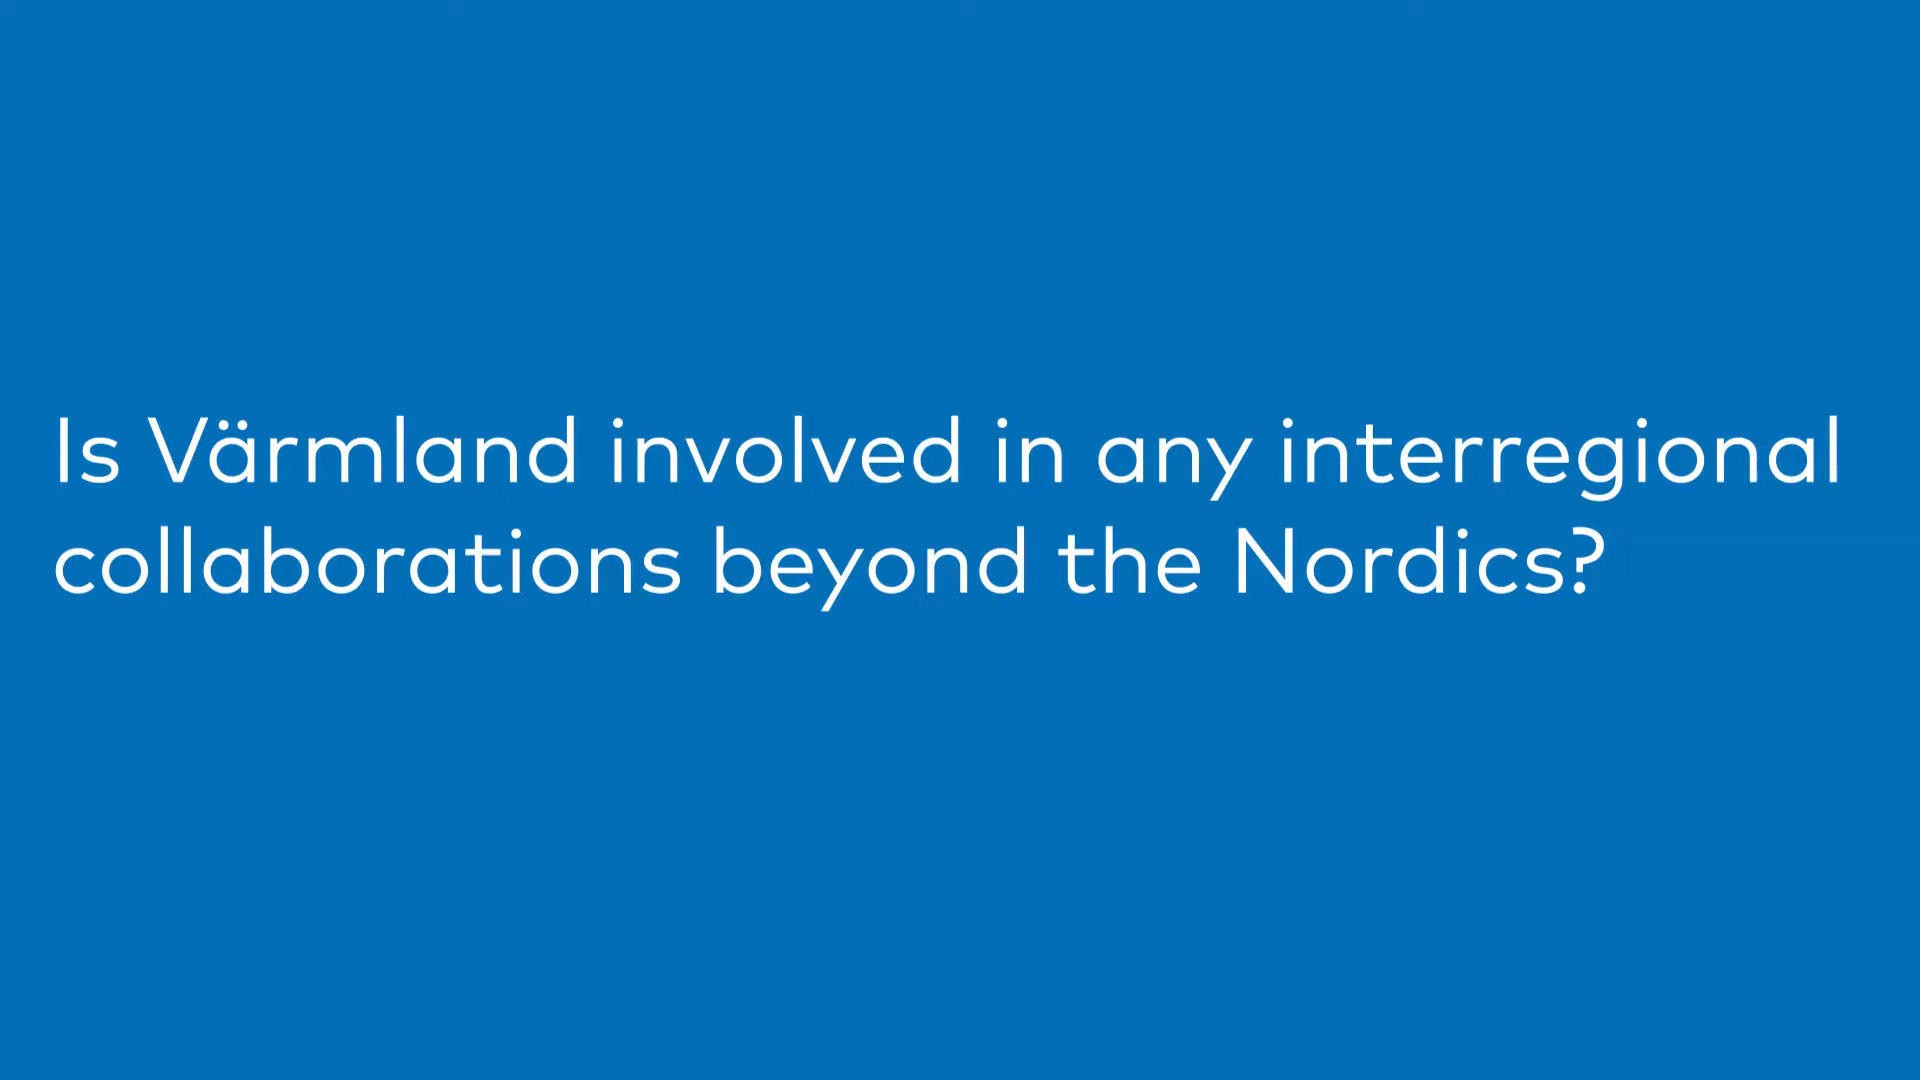 Is Värmland involved in any interregional
collaborations beyond the Nordics?